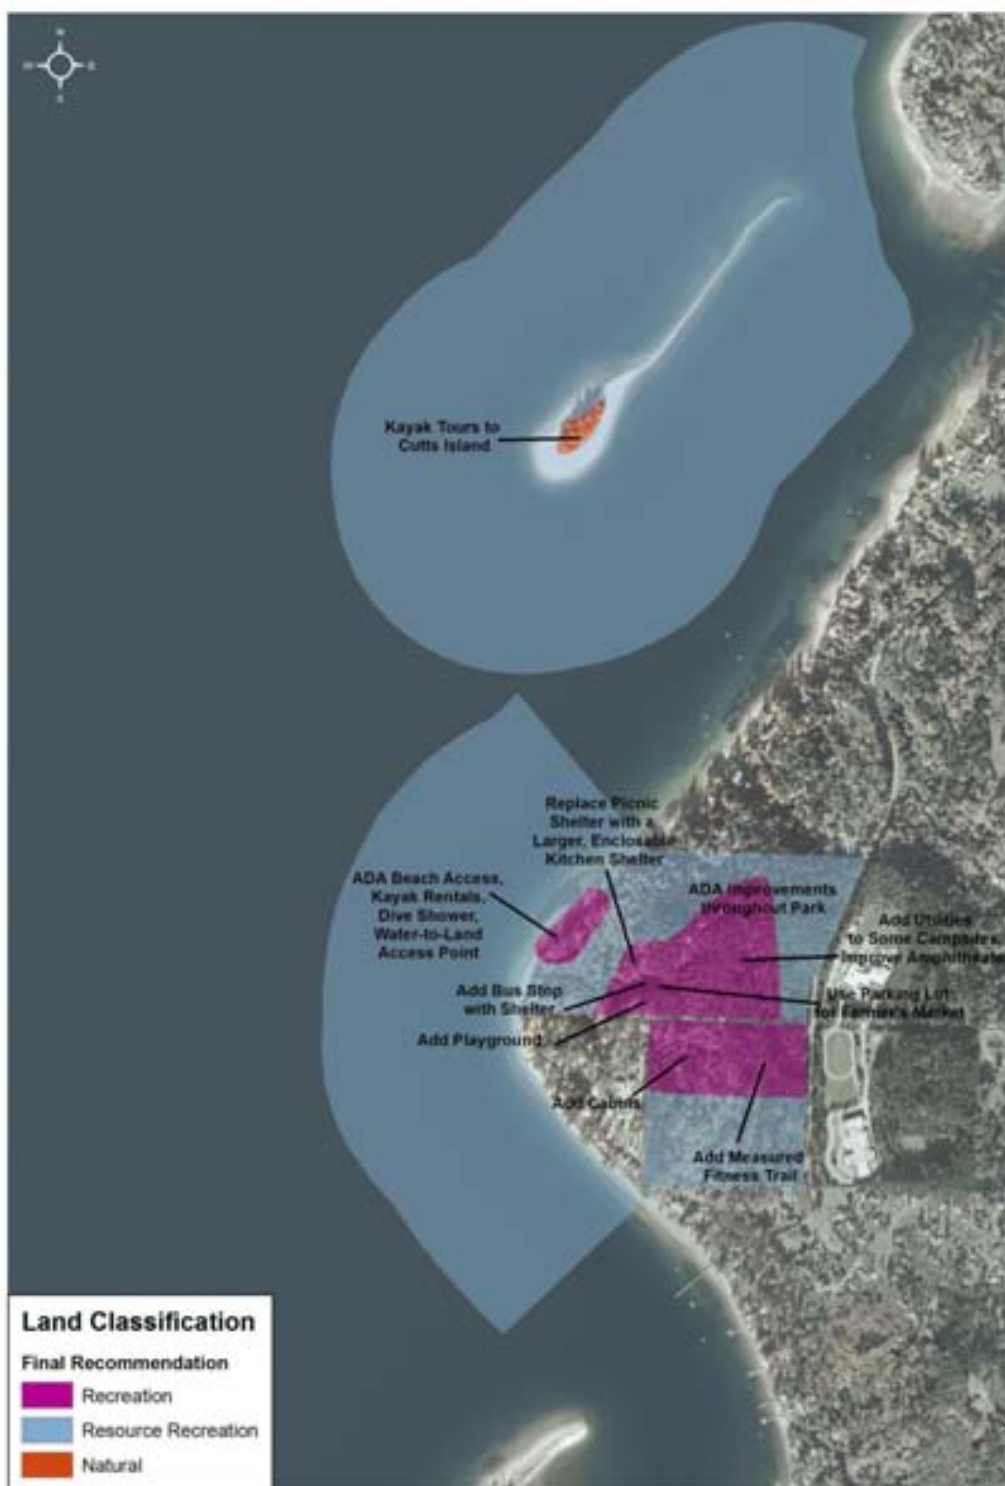 N
W
E
S
Kayak Tours to
Cutts Island
Replace Picnic
Shelter with a
Larger, Enclosable
Kitchen Shelter
ADA Beach Access,
Kayak Rentals,
Dive Shower,
Water-to-Land
Access Point
ADA Improvements
throughout Park
Add Utilities
to Some Campsites
Improve Amphitheater
Add Bus Stop
with Shelter
Use Parking Lot
for Farmer's Market
Add Playground
Add Cabins
Add Measured
Fitness Trail
Land Classification
Final Recommendation
Recreation
Resource Recreation
Natural